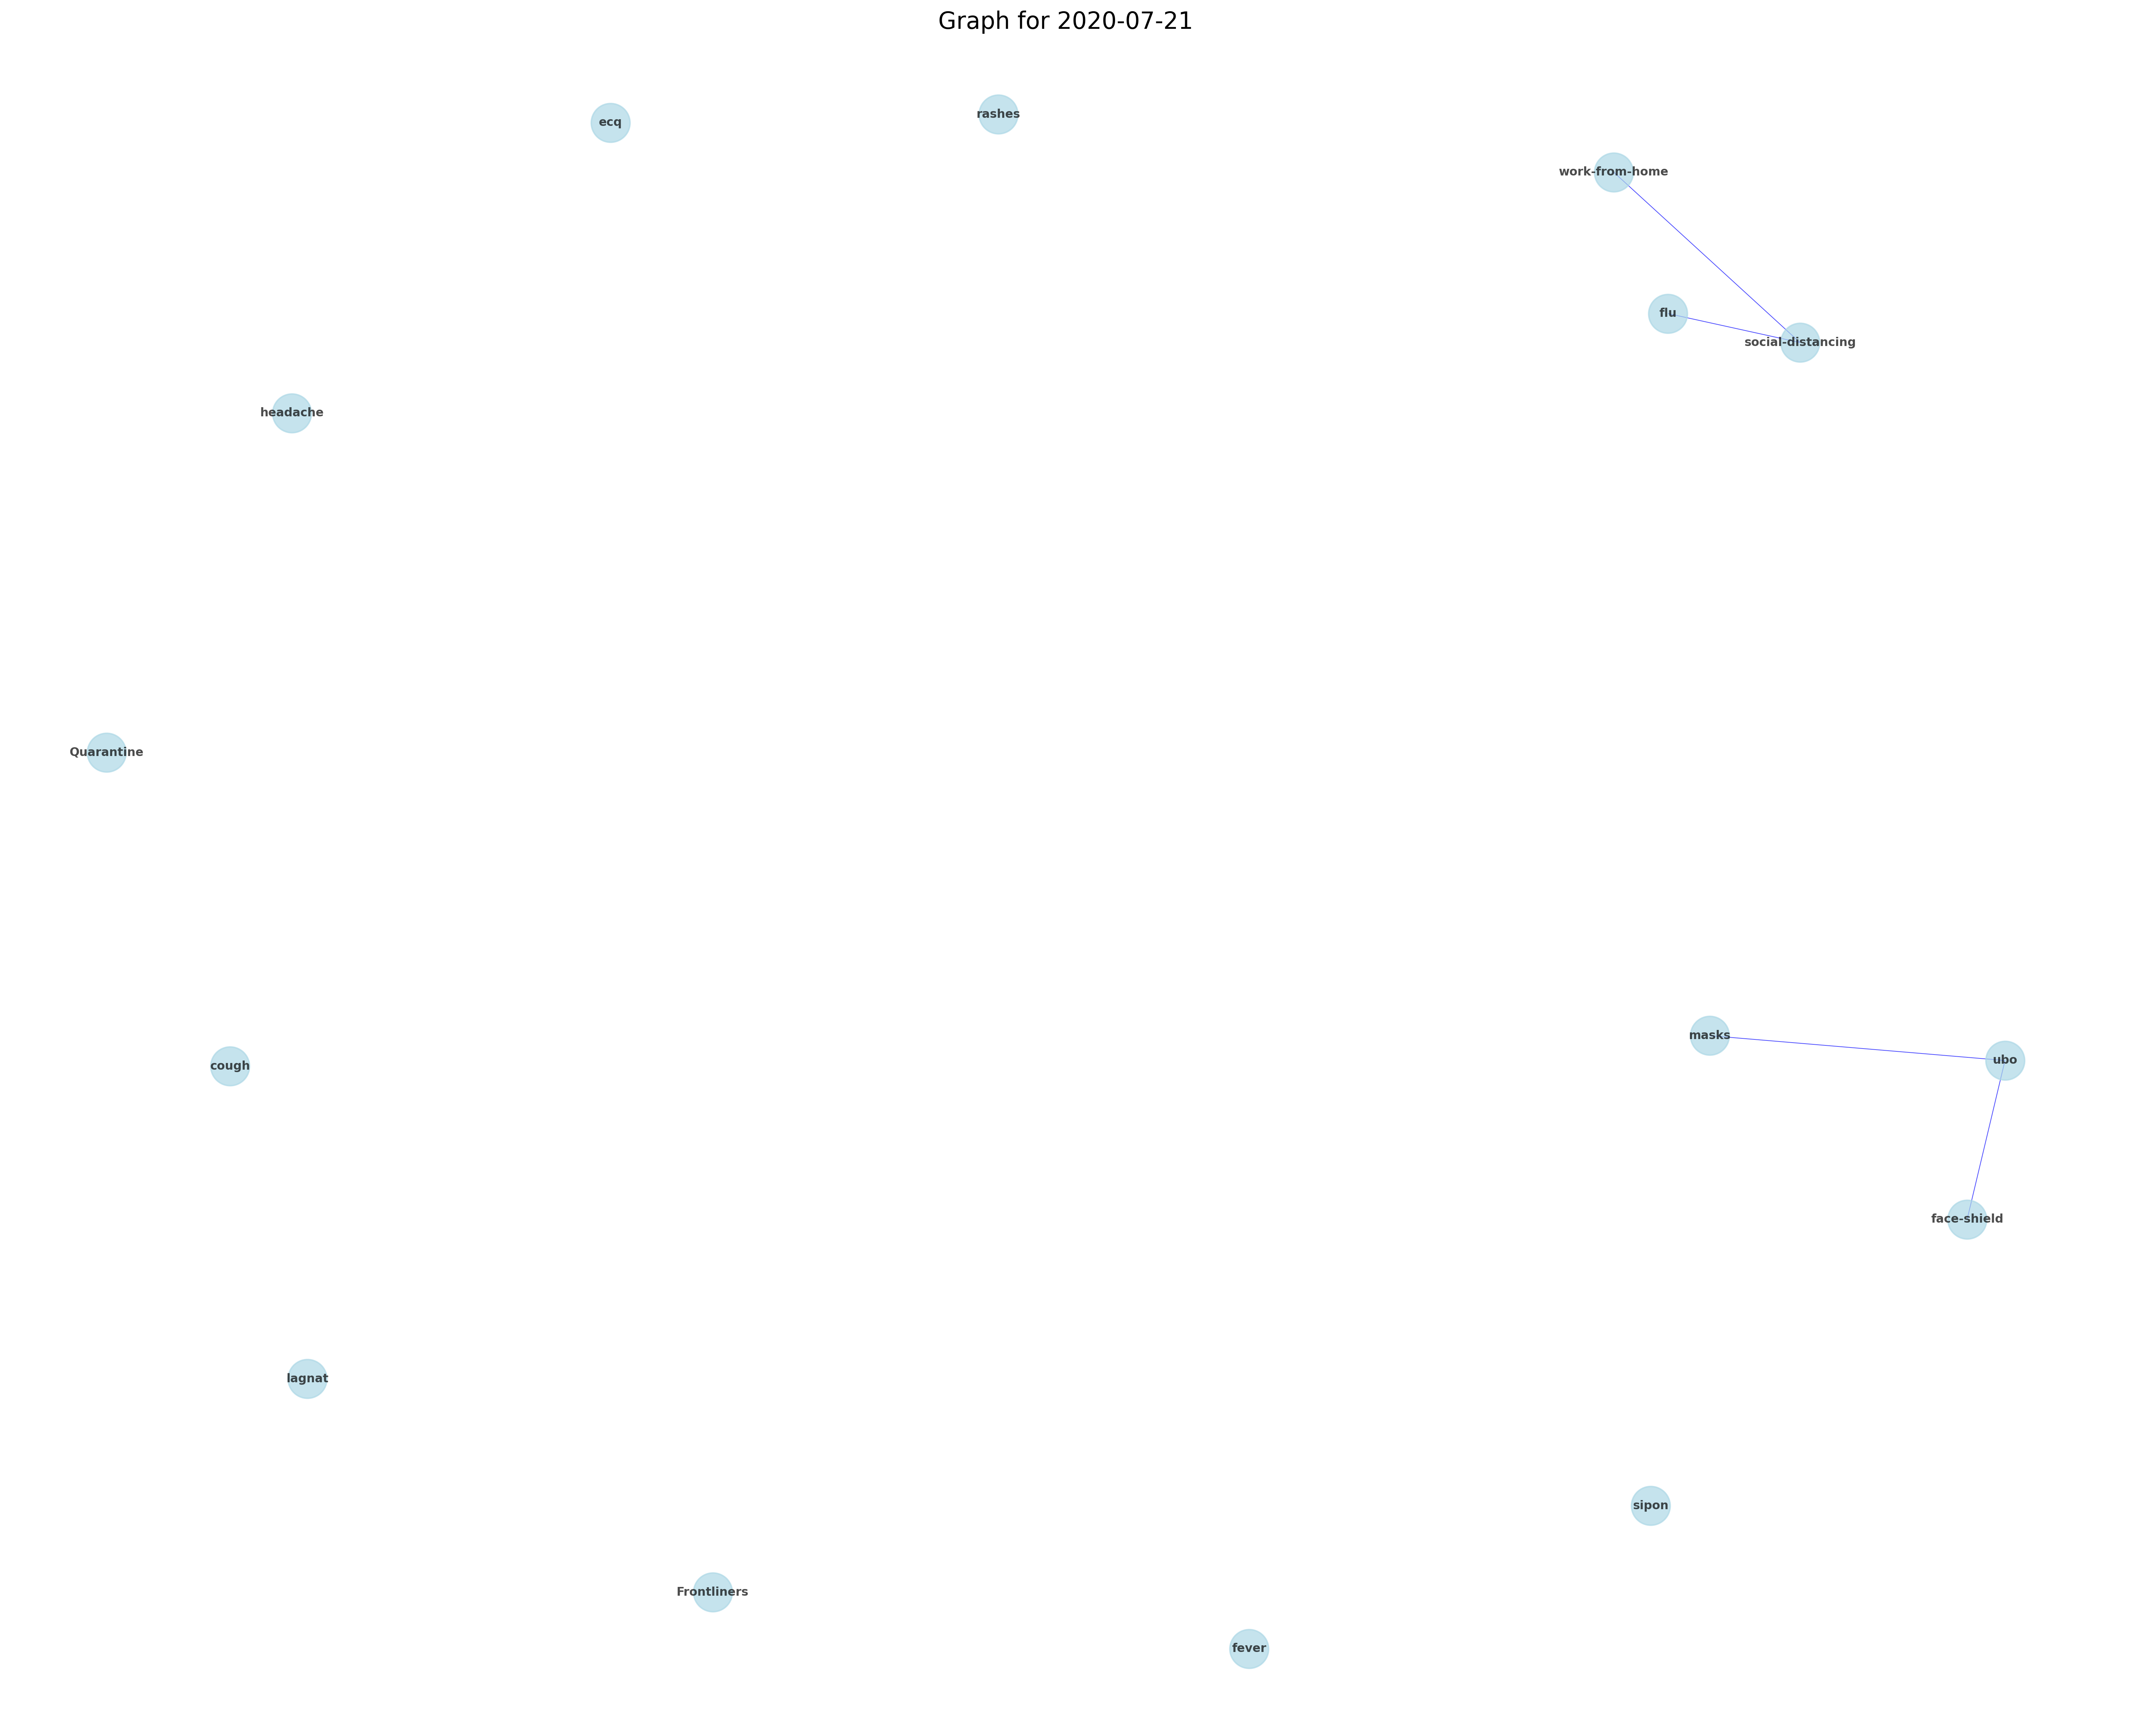 Graph for 2020-07-21
rashes
ecq
work-from-home
flu
social-distancing
headache
Quarantine
masks
ubo
cough
face-shield
lagnat
sipon
Frontliners
fever